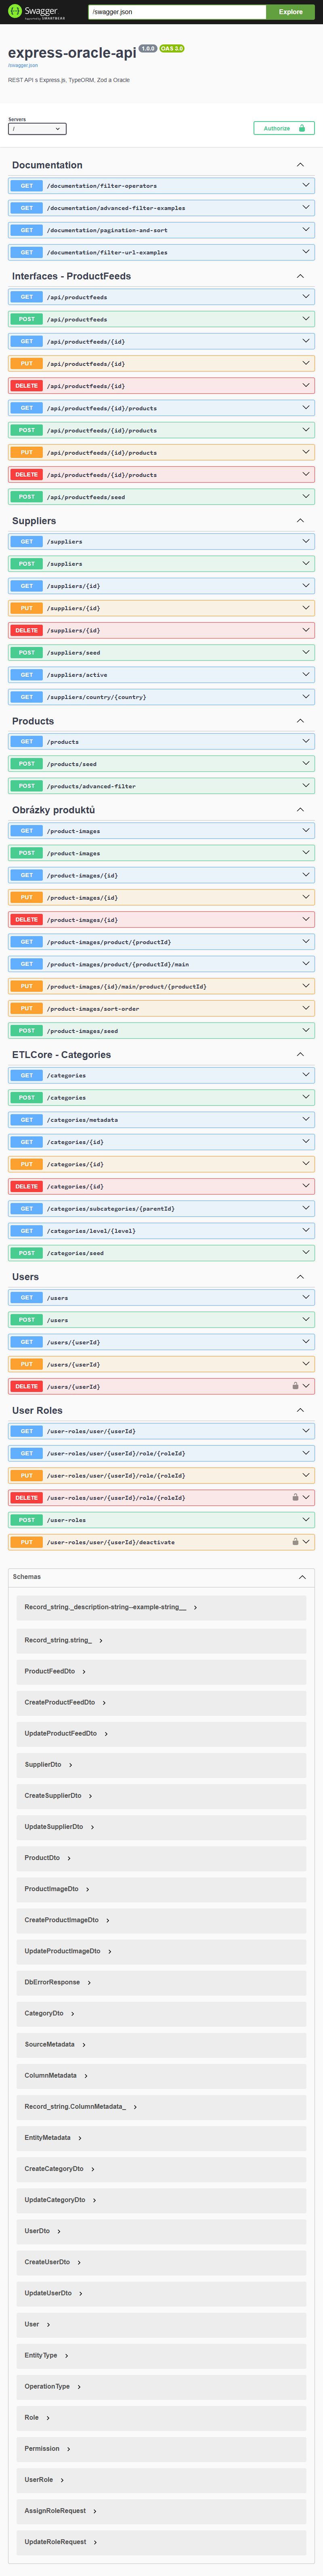 Swagger
Supported by SMARTBEAR
/swagger.json
Explore
express-oracle-api
1.0.0
OAS 3.0
/swagger.json
REST API s Express.js, TypeORM, Zod a Oracle
Servers
/
Authorize
Documentation
GET /documentation/filter-operators
GET /documentation/advanced-filter-examples
GET /documentation/pagination-and-sort
GET /documentation/filter-url-examples
Interfaces - ProductFeeds
GET /api/productfeeds
POST /api/productfeeds
GET /api/productfeeds/{id}
PUT /api/productfeeds/{id}
DELETE /api/productfeeds/{id}
GET /api/productfeeds/{id}/products
POST /api/productfeeds/{id}/products
PUT /api/productfeeds/{id}/products
DELETE /api/productfeeds/{id}/products
POST /api/productfeeds/seed
Suppliers
GET /suppliers
POST /suppliers
GET /suppliers/{id}
PUT /suppliers/{id}
DELETE /suppliers/{id}
POST /suppliers/seed
GET /suppliers/active
GET /suppliers/country/{country}
Products
GET /products
POST /products/seed
POST /products/advanced-filter
Obrázky produktů
GET /product-images
POST /product-images
GET /product-images/{id}
PUT /product-images/{id}
DELETE /product-images/{id}
GET /product-images/product/{productId}
GET /product-images/product/{productId}/main
PUT /product-images/{id}/main/product/{productId}
PUT /product-images/sort-order
POST /product-images/seed
ETLCore - Categories
GET /categories
POST /categories
GET /categories/metadata
GET /categories/{id}
PUT /categories/{id}
DELETE /categories/{id}
GET /categories/subcategories/{parentId}
GET /categories/level/{level}
POST /categories/seed
Users
GET /users
POST /users
GET /users/{userId}
PUT /users/{userId}
DELETE /users/{userId}
User Roles
GET /user-roles/user/{userId}
GET /user-roles/user/{userId}/role/{roleId}
PUT /user-roles/user/{userId}/role/{roleId}
DELETE /user-roles/user/{userId}/role/{roleId}
POST /user-roles
PUT /user-roles/user/{userId}/deactivate
Schemas
Record_string._description-string--example-string__
Record_string.string_
ProductFeedDto
CreateProductFeedDto
UpdateProductFeedDto
SupplierDto
CreateSupplierDto
UpdateSupplierDto
ProductDto
ProductImageDto
CreateProductImageDto
UpdateProductImageDto
DbErrorResponse
CategoryDto
SourceMetadata
ColumnMetadata
Record_string.ColumnMetadata_
EntityMetadata
CreateCategoryDto
UpdateCategoryDto
UserDto
CreateUserDto
UpdateUserDto
User
EntityType
OperationType
Role
Permission
UserRole
AssignRoleRequest
UpdateRoleRequest